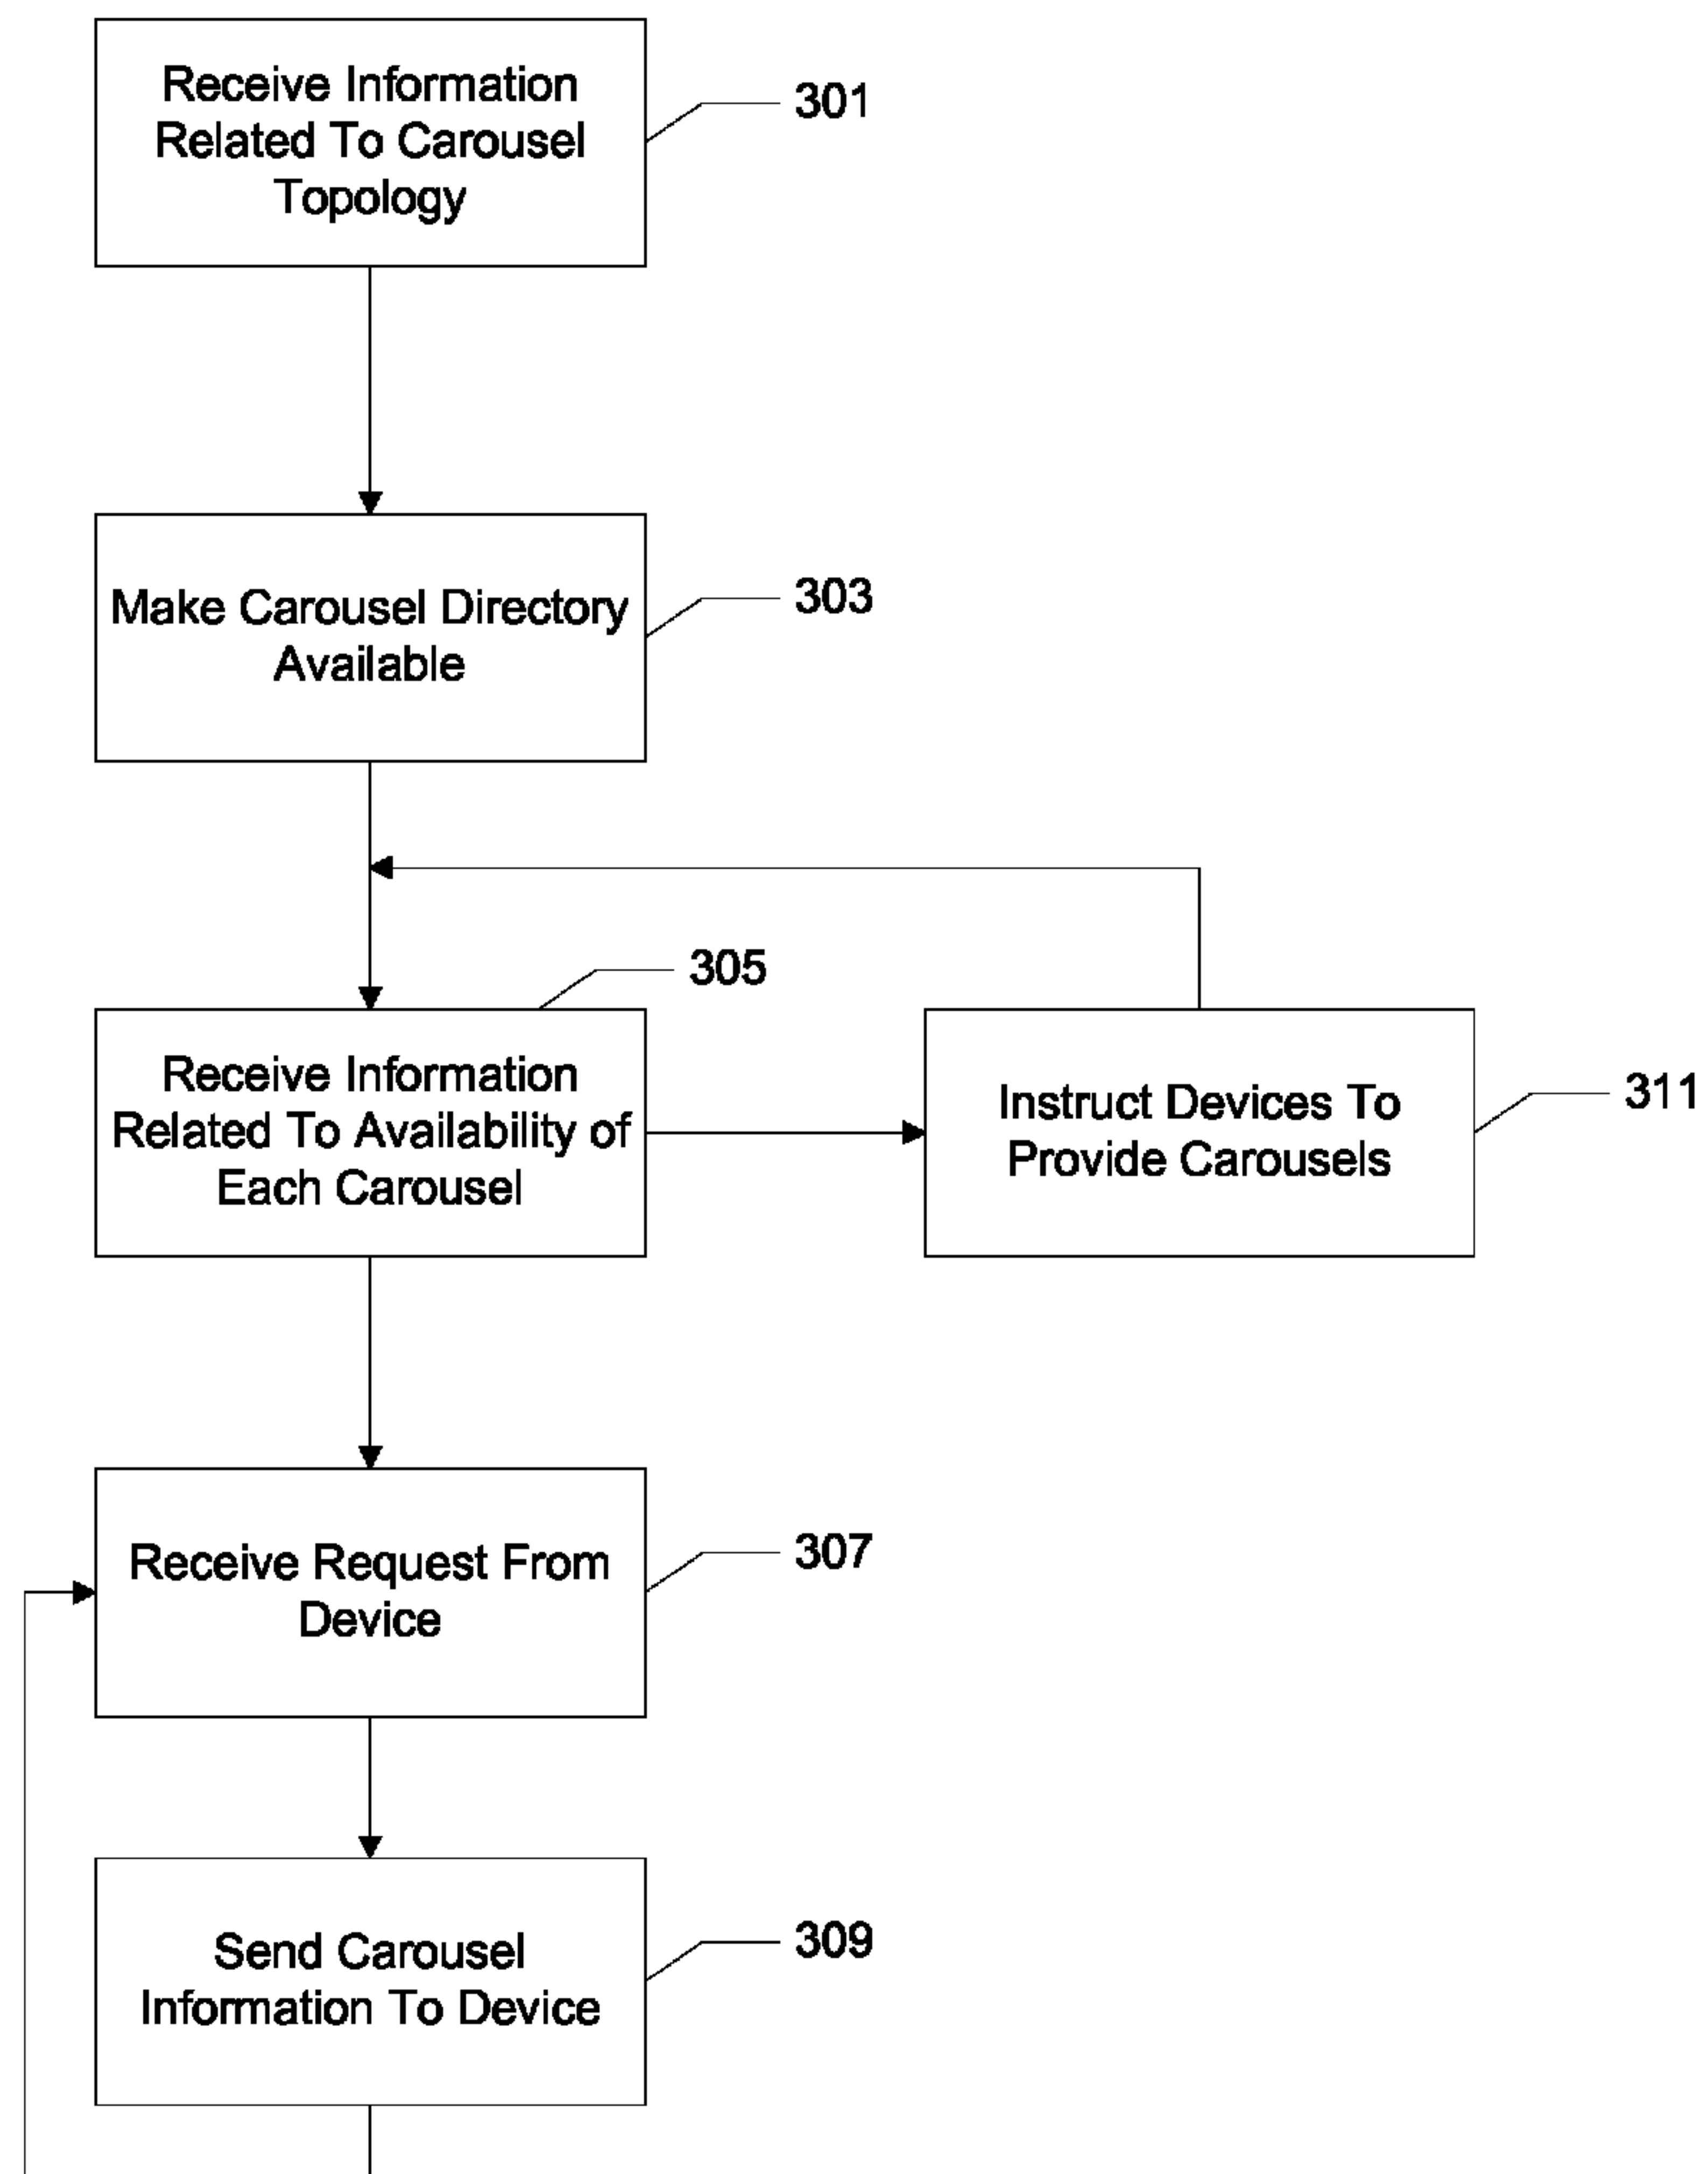 Receive Information
Related To Carousel
Topology
301
Make Carousel Directory
Available
303
305
Receive Information
Related To Availability of
Each Carousel
Instruct Devices To
Provide Carousels
311
Receive Request From
Device
307
Send Carousel
Information To Device
309